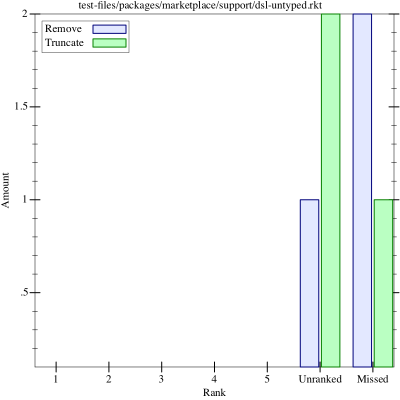 test-files/packages/marketplace/support/dsl-untyped.rkt
Remove
Truncate
2
1.5
1
.5
Amount
1 2 3 4 5 Unranked Missed
Rank